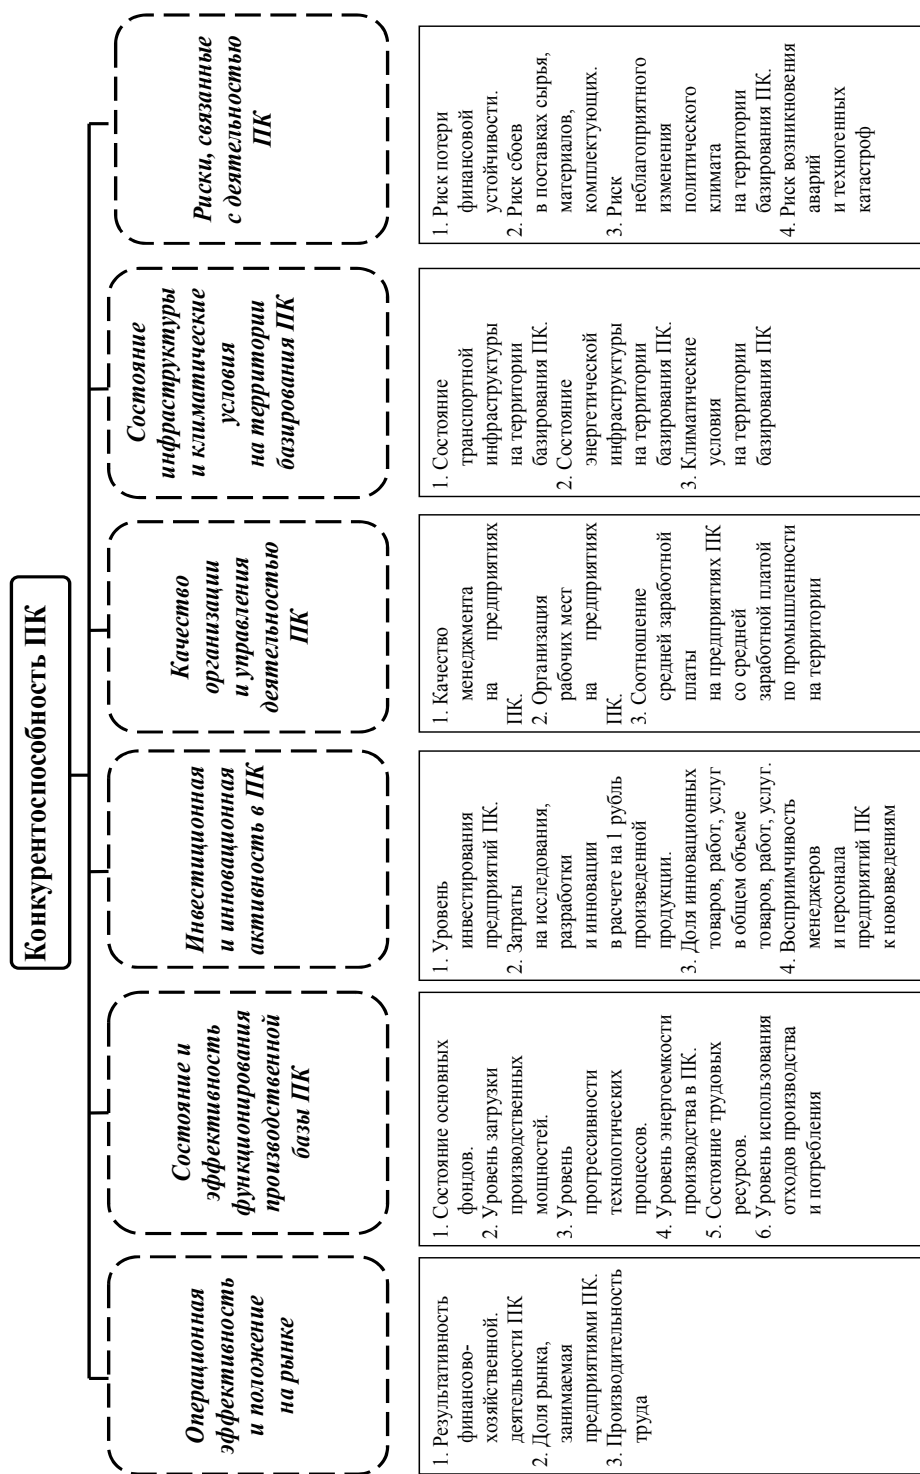 Конкурентоспособность ПК
Операционная
эффективность
и положение
на рынке
1. Результативность
финансово-
хозяйственной.
деятельности ПК
2. Доля рынка,
занимаемая
предприятиями ПК.
3. Производительность
труда
Состояние и
эффективность
функционирования
производственной
базы ПК
1. Состояние основных
фондов.
2. Уровень загрузки
производственных
мощностей.
3. Уровень
прогрессивности
технологических
процессов.
4. Уровень энергоемкости
производства в ПК.
5. Состояние трудовых
ресурсов.
6. Уровень использования
отходов производства
и потребления
Инвестиционная
и инновационная
активность в ПК
1. Уровень
инвестирования
предприятий ПК.
2. Затраты
на исследования,
разработки
и инновации
в расчете на 1 рубль
произведенной
продукции.
3. Доля инновационных
товаров, работ, услуг
в общем объеме
товаров, работ, услуг.
4. Восприимчивость
менеджеров
и персонала
предприятий ПК
к нововведениям
Качество
организации
и управления
деятельностью
ПК
1. Качество
менеджмента
на предприятиях
ПК.
2. Организация
рабочих мест
на предприятиях
ПК.
3. Соотношение
средней заработной
платы
на предприятиях ПК
со средней
заработной платой
по промышленности
на территории
Состояние
инфраструктуры
и климатические
условия
на территории
базирования ПК
1. Состояние
транспортной
инфраструктуры
на территории
базирования ПК.
2. Состояние
энергетической
инфраструктуры
на территории
базирования ПК.
3. Климатические
условия
на территории
базирования ПК
Риски, связанные
с деятельностью
ПК
1. Риск потери
финансовой
устойчивости.
2. Риск сбоев
в поставках сырья,
материалов,
комплектующих.
3. Риск
неблагоприятного
изменения
политического
климата
на территории
базирования ПК.
4. Риск возникновения
аварий
и техногенных
катастроф